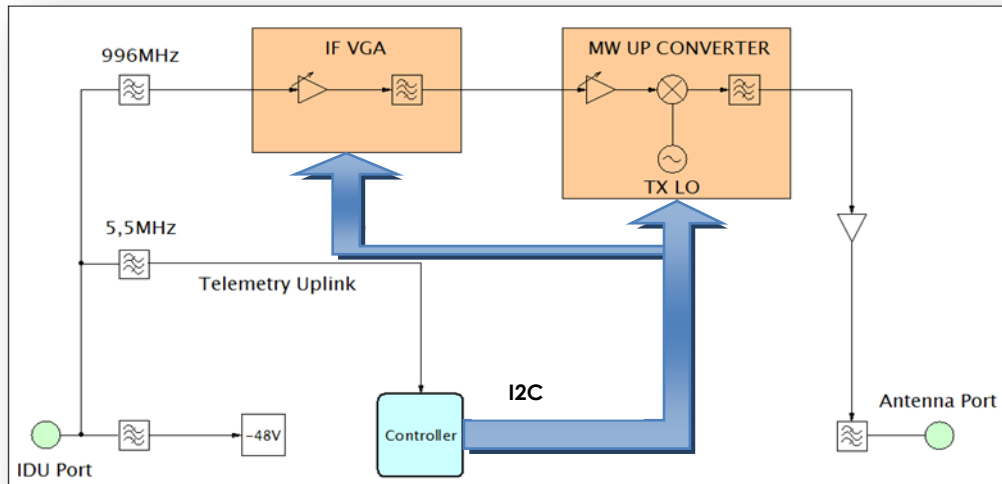 996MHz
IF VGA
MW UP CONVERTER
TX LO
5,5MHz
Telemetry Uplink
I2C
Antenna Port
Controller
-48V
IDU Port